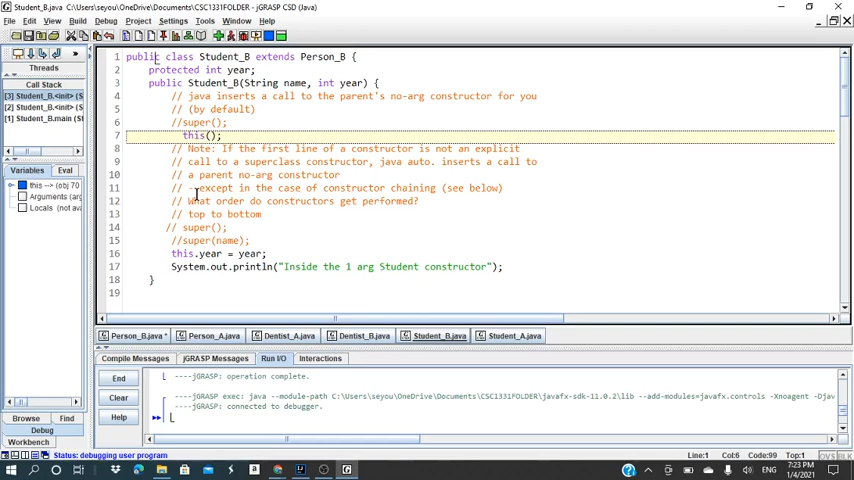 Student_B.java C:\Users\seyou\OneDrive\Documents\CSC1331FOLDER - jGRASP CSD (Java)
File Edit View Build Debug Project Settings Tools Window Help
Threads
Call Stack
[3] Student_B.<init> (Stud
[2] Student_B.<init> (Stud
[1] Student_B.main (Stud
Variables Eval
this --> (obj 70
Arguments (arg
Locals (not ava
Browse Find
Debug
Workbench
1 public class Student_B extends Person_B {
2 protected int year;
3 public Student_B(String name, int year) {
4 // java inserts a call to the parent's no-arg constructor for you
5 // (by default)
6 //super();
7 this();
8 // Note: If the first line of a constructor is not an explicit
9 // call to a superclass constructor, java auto. inserts a call to
10 // a parent no-arg constructor
11 // --except in the case of constructor chaining (see below)
12 // What order do constructors get performed?
13 // top to bottom
14 // super();
15 //super(name);
16 this.year = year;
17 System.out.println("Inside the 1 arg Student constructor");
18 }
19
Person_B.java * Person_A.java Dentist_A.java Dentist_B.java Student_B.java Student_A.java
Compile Messages jGRASP Messages Run I/O Interactions
End
Clear
Help
----jGRASP: operation complete.
----jGRASP exec: java --module-path C:\Users\seyou\OneDrive\Documents\CSC1331FOLDER\javafx-sdk-11.0.2\lib --add-modules=javafx.controls -Xnoagent -Djav
----jGRASP: connected to debugger.
Status: debugging user program
Line:1 Col:6 Code:99 Top:1
OVS BLK
ENG
7:23 PM
1/4/2021